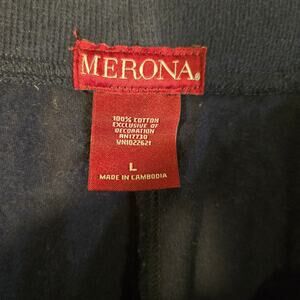 MERONA®
100% COTTON
EXCLUSIVE OF
DECORATION
RN17730
VN1022621
L
MADE IN CAMBODIA